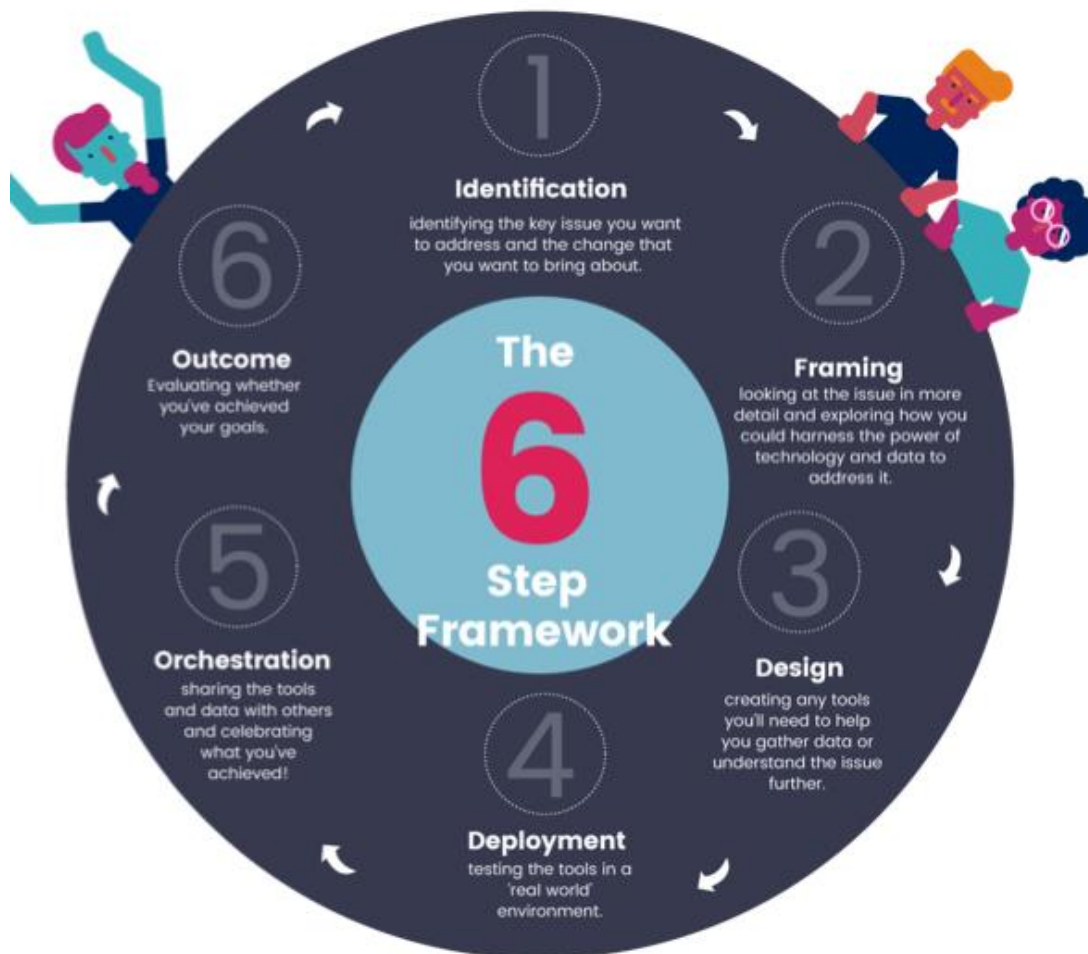 The
6
Step
Framework
1
Identification
identifying the key issue you want
to address and the change that
you want to bring about.
2
Framing
looking at the issue in more
detail and exploring how you
could harness the power of
technology and data to
address it.
3
Design
creating any tools
you'll need to help
you gather data or
understand the issue
further.
4
Deployment
testing the tools in a
'real world'
environment.
5
Orchestration
sharing the tools
and data with others
and celebrating
what you've
achieved!
6
Outcome
Evaluating whether
you've achieved
your goals.